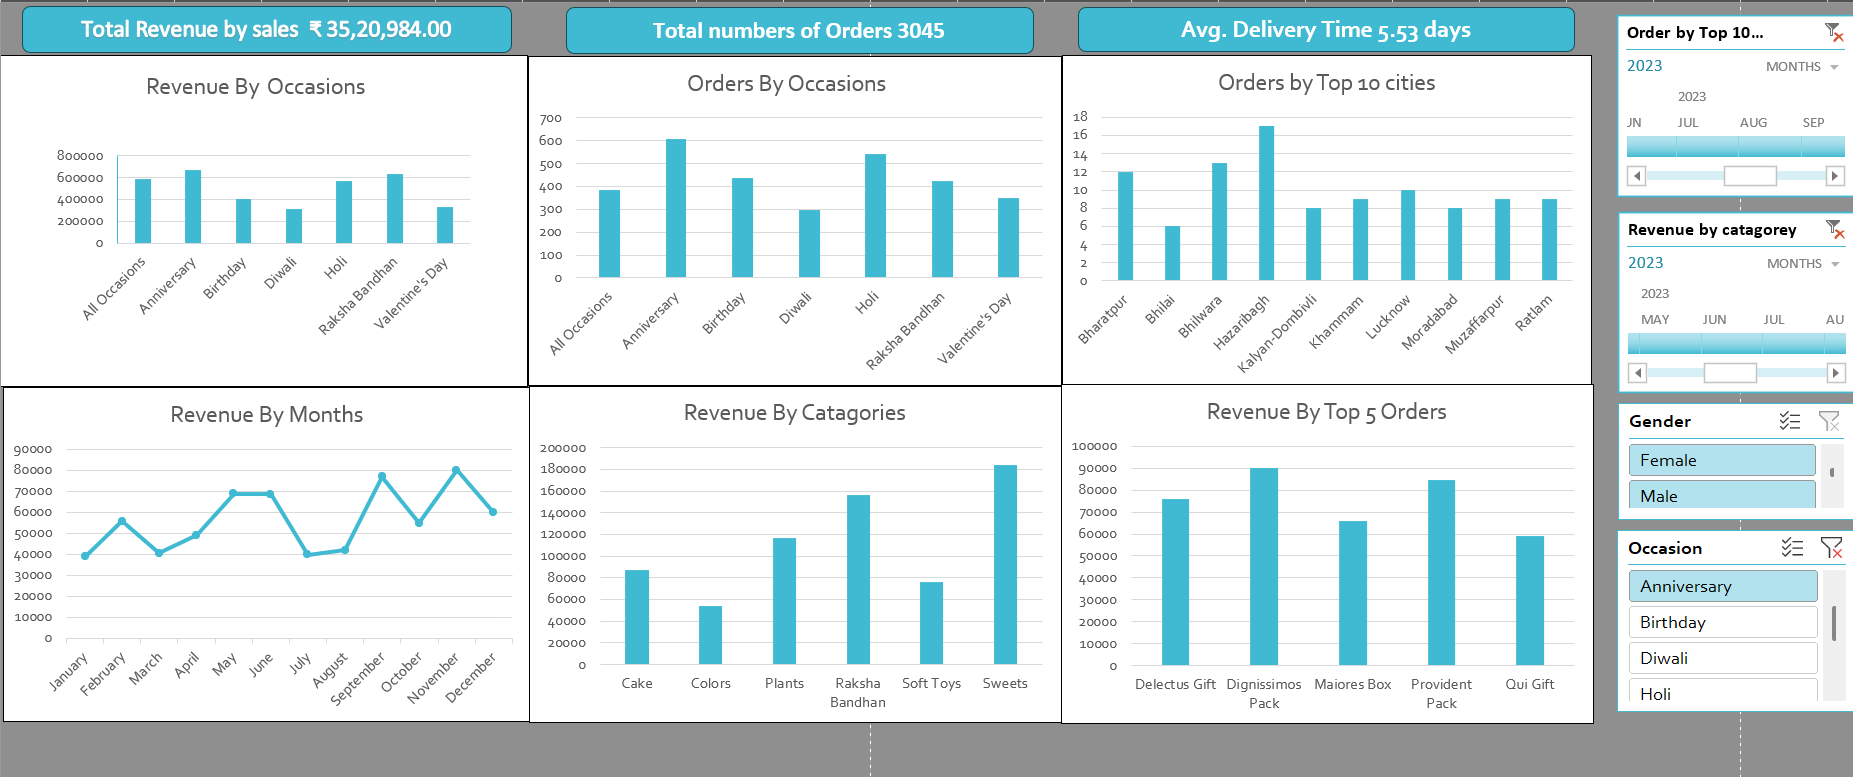 Total Revenue by sales ₹ 35,20,984.00
Total numbers of Orders 3045
Avg. Delivery Time 5.53 days
Revenue By Occasions
800000
600000
400000
200000
0
All Occasions
Anniversary
Birthday
Diwali
Holi
Raksha Bandhan
Valentine's Day
Orders By Occasions
700
600
500
400
300
200
100
0
All Occasions
Anniversary
Birthday
Diwali
Holi
Raksha Bandhan
Valentine's Day
Orders by Top 10 cities
18
16
14
12
10
8
6
4
2
0
Bharatpur
Bhilai
Bhilwara
Hazaribagh
Kalyan-Dombivli
Khammam
Lucknow
Moradabad
Muzaffarpur
Ratlam
Revenue By Months
90000
80000
70000
60000
50000
40000
30000
20000
10000
0
January
February
March
April
May
June
July
August
September
October
November
December
Revenue By Catagories
200000
180000
160000
140000
120000
100000
80000
60000
40000
20000
0
Cake
Colors
Plants
Raksha
Bandhan
Soft Toys
Sweets
Revenue By Top 5 Orders
100000
90000
80000
70000
60000
50000
40000
30000
20000
10000
0
Delectus Gift
Dignissimos
Pack
Maiores Box
Provident
Pack
Qui Gift
Order by Top 10...
2023 MONTHS
2023
UN JUL AUG SEP
Revenue by catagorey
2023 MONTHS
2023
MAY JUN JUL AU
Gender
Female
Male
Occasion
Anniversary
Birthday
Diwali
Holi